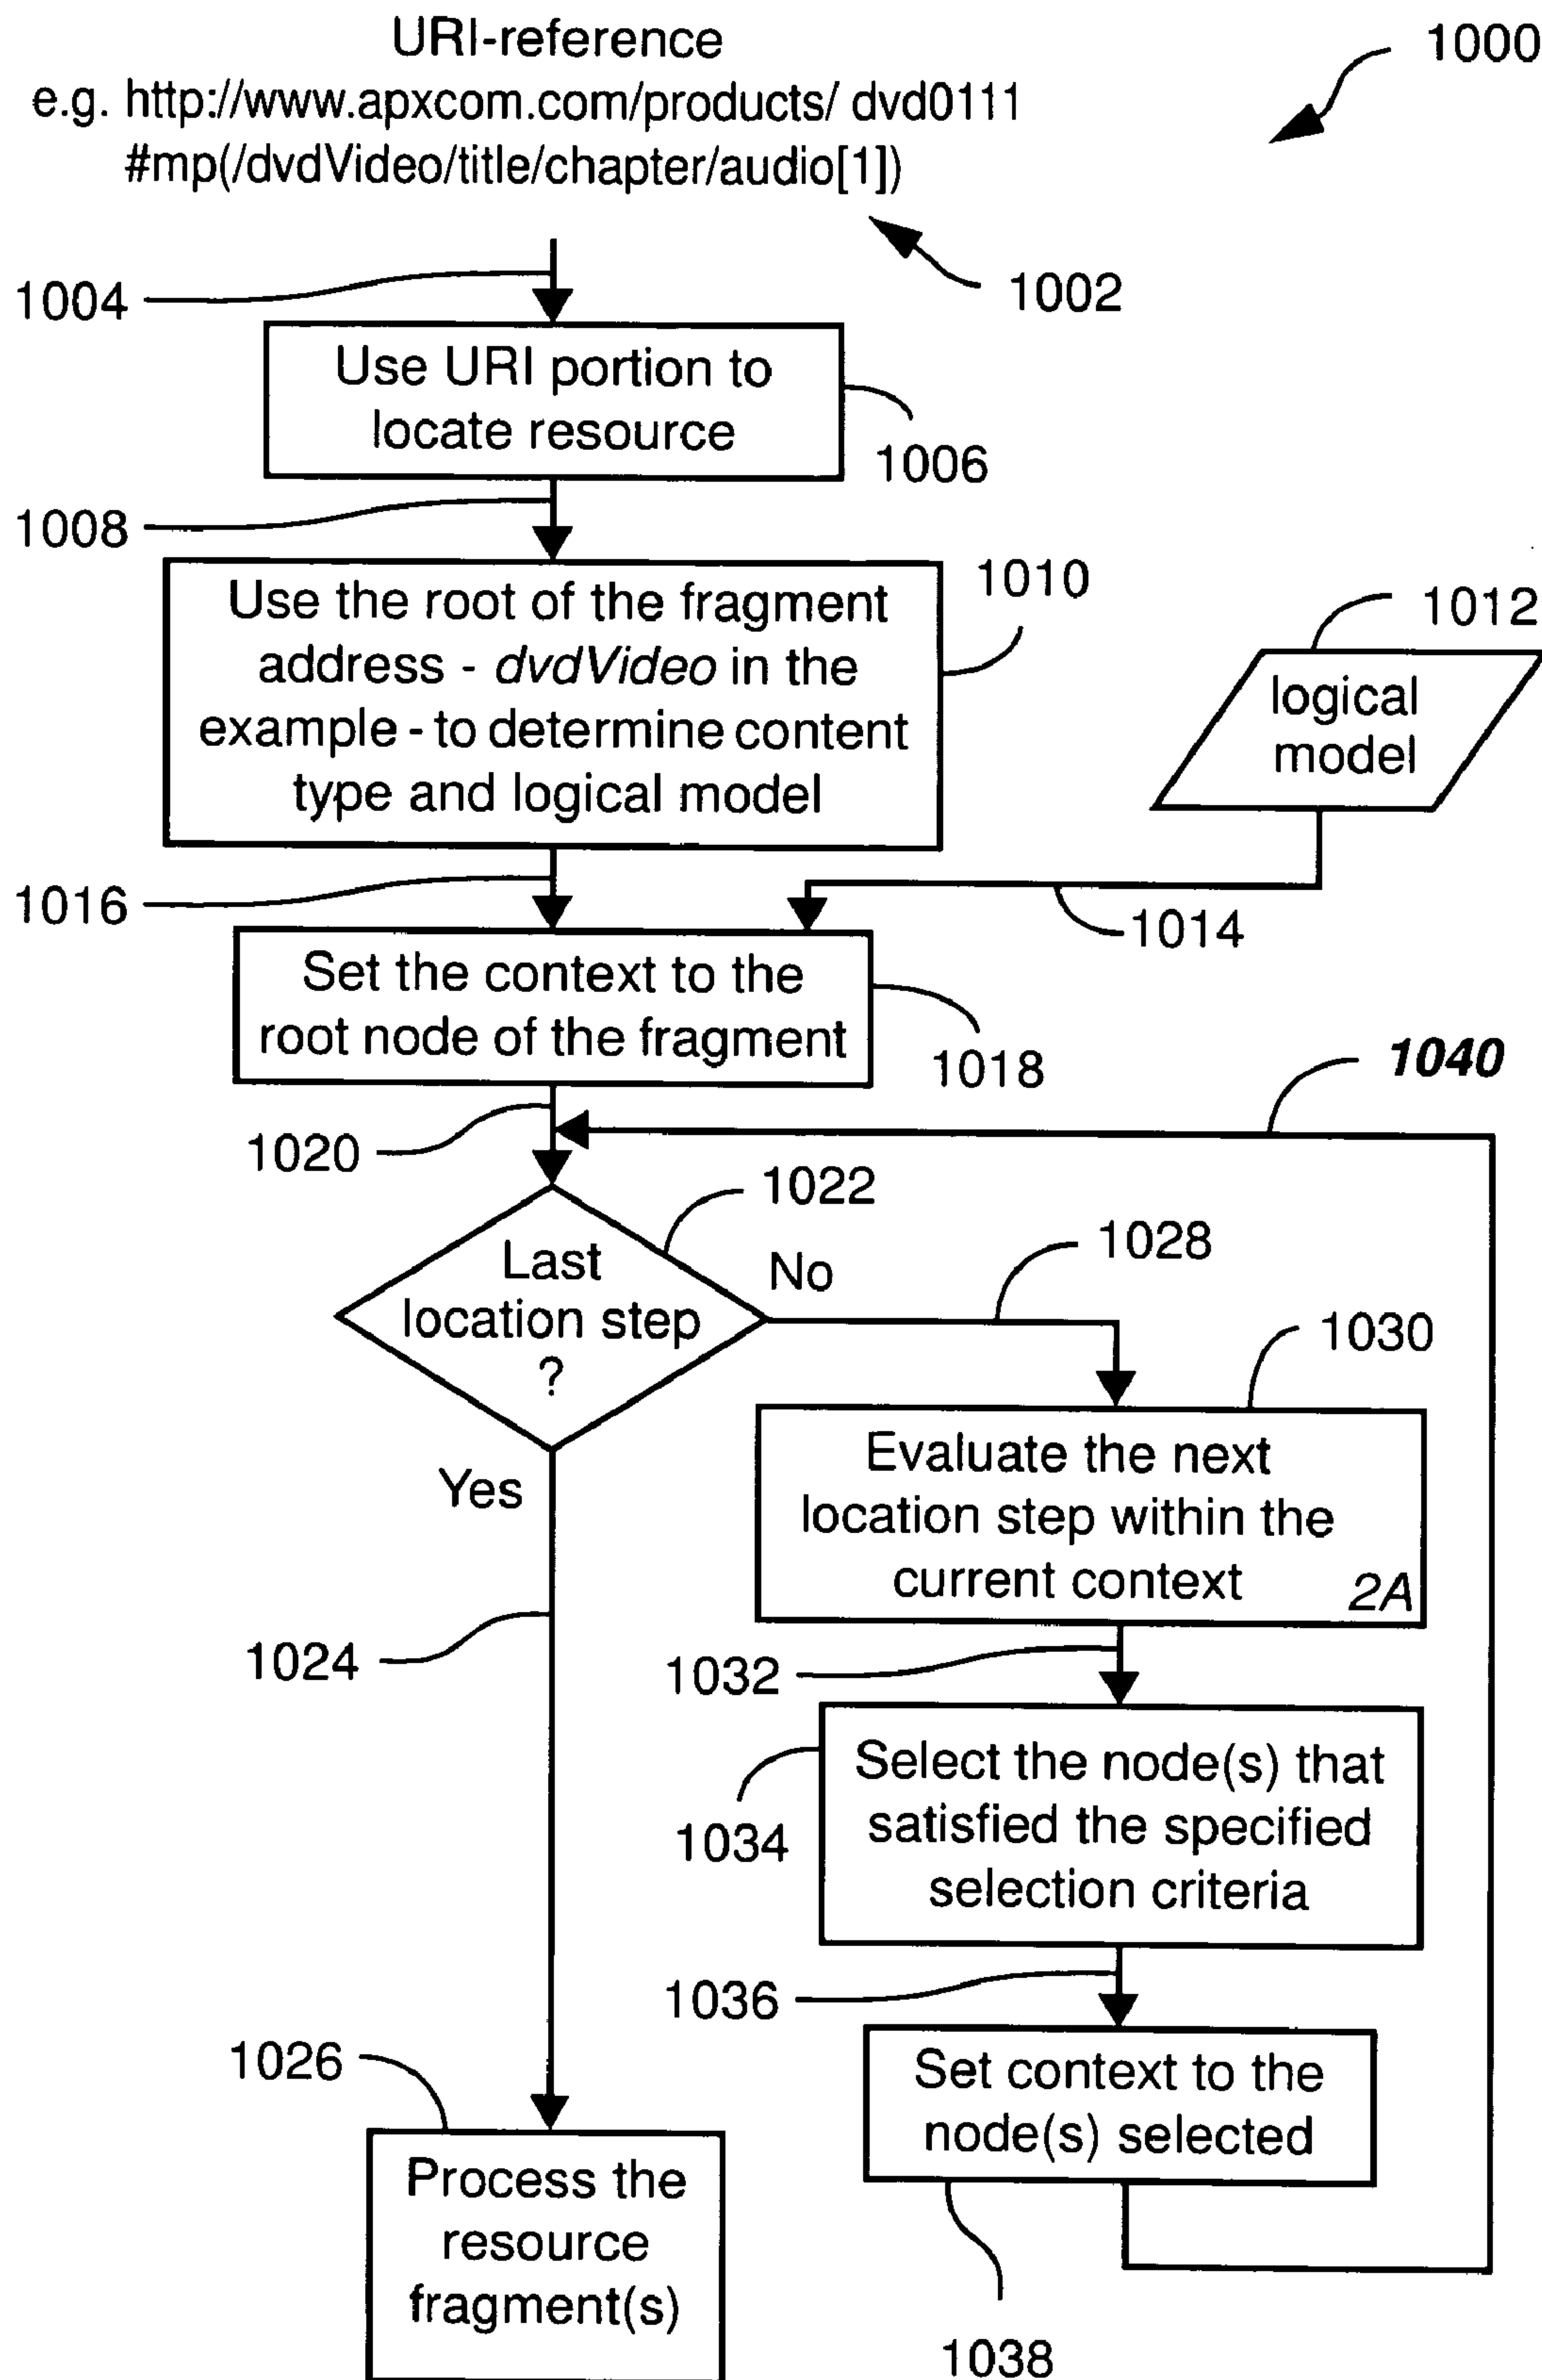 URI-reference
1000
e.g. http://www.apxcom.com/products/ dvd0111
#mp(/dvdVideo/title/chapter/audio[1])
1002
1004
Use URI portion to
locate resource
1006
1008
Use the root of the fragment
address - dvdVideo in the
example - to determine content
type and logical model
1010
1012
logical
model
1014
1016
Set the context to the
root node of the fragment
1018
1040
1020
1022
Last
location step
?
No
1028
1030
Yes
Evaluate the next
location step within the
current context
2A
1024
1032
Select the node(s) that
satisfied the specified
selection criteria
1034
1036
Set context to the
node(s) selected
1026
Process the
resource
fragment(s)
1038